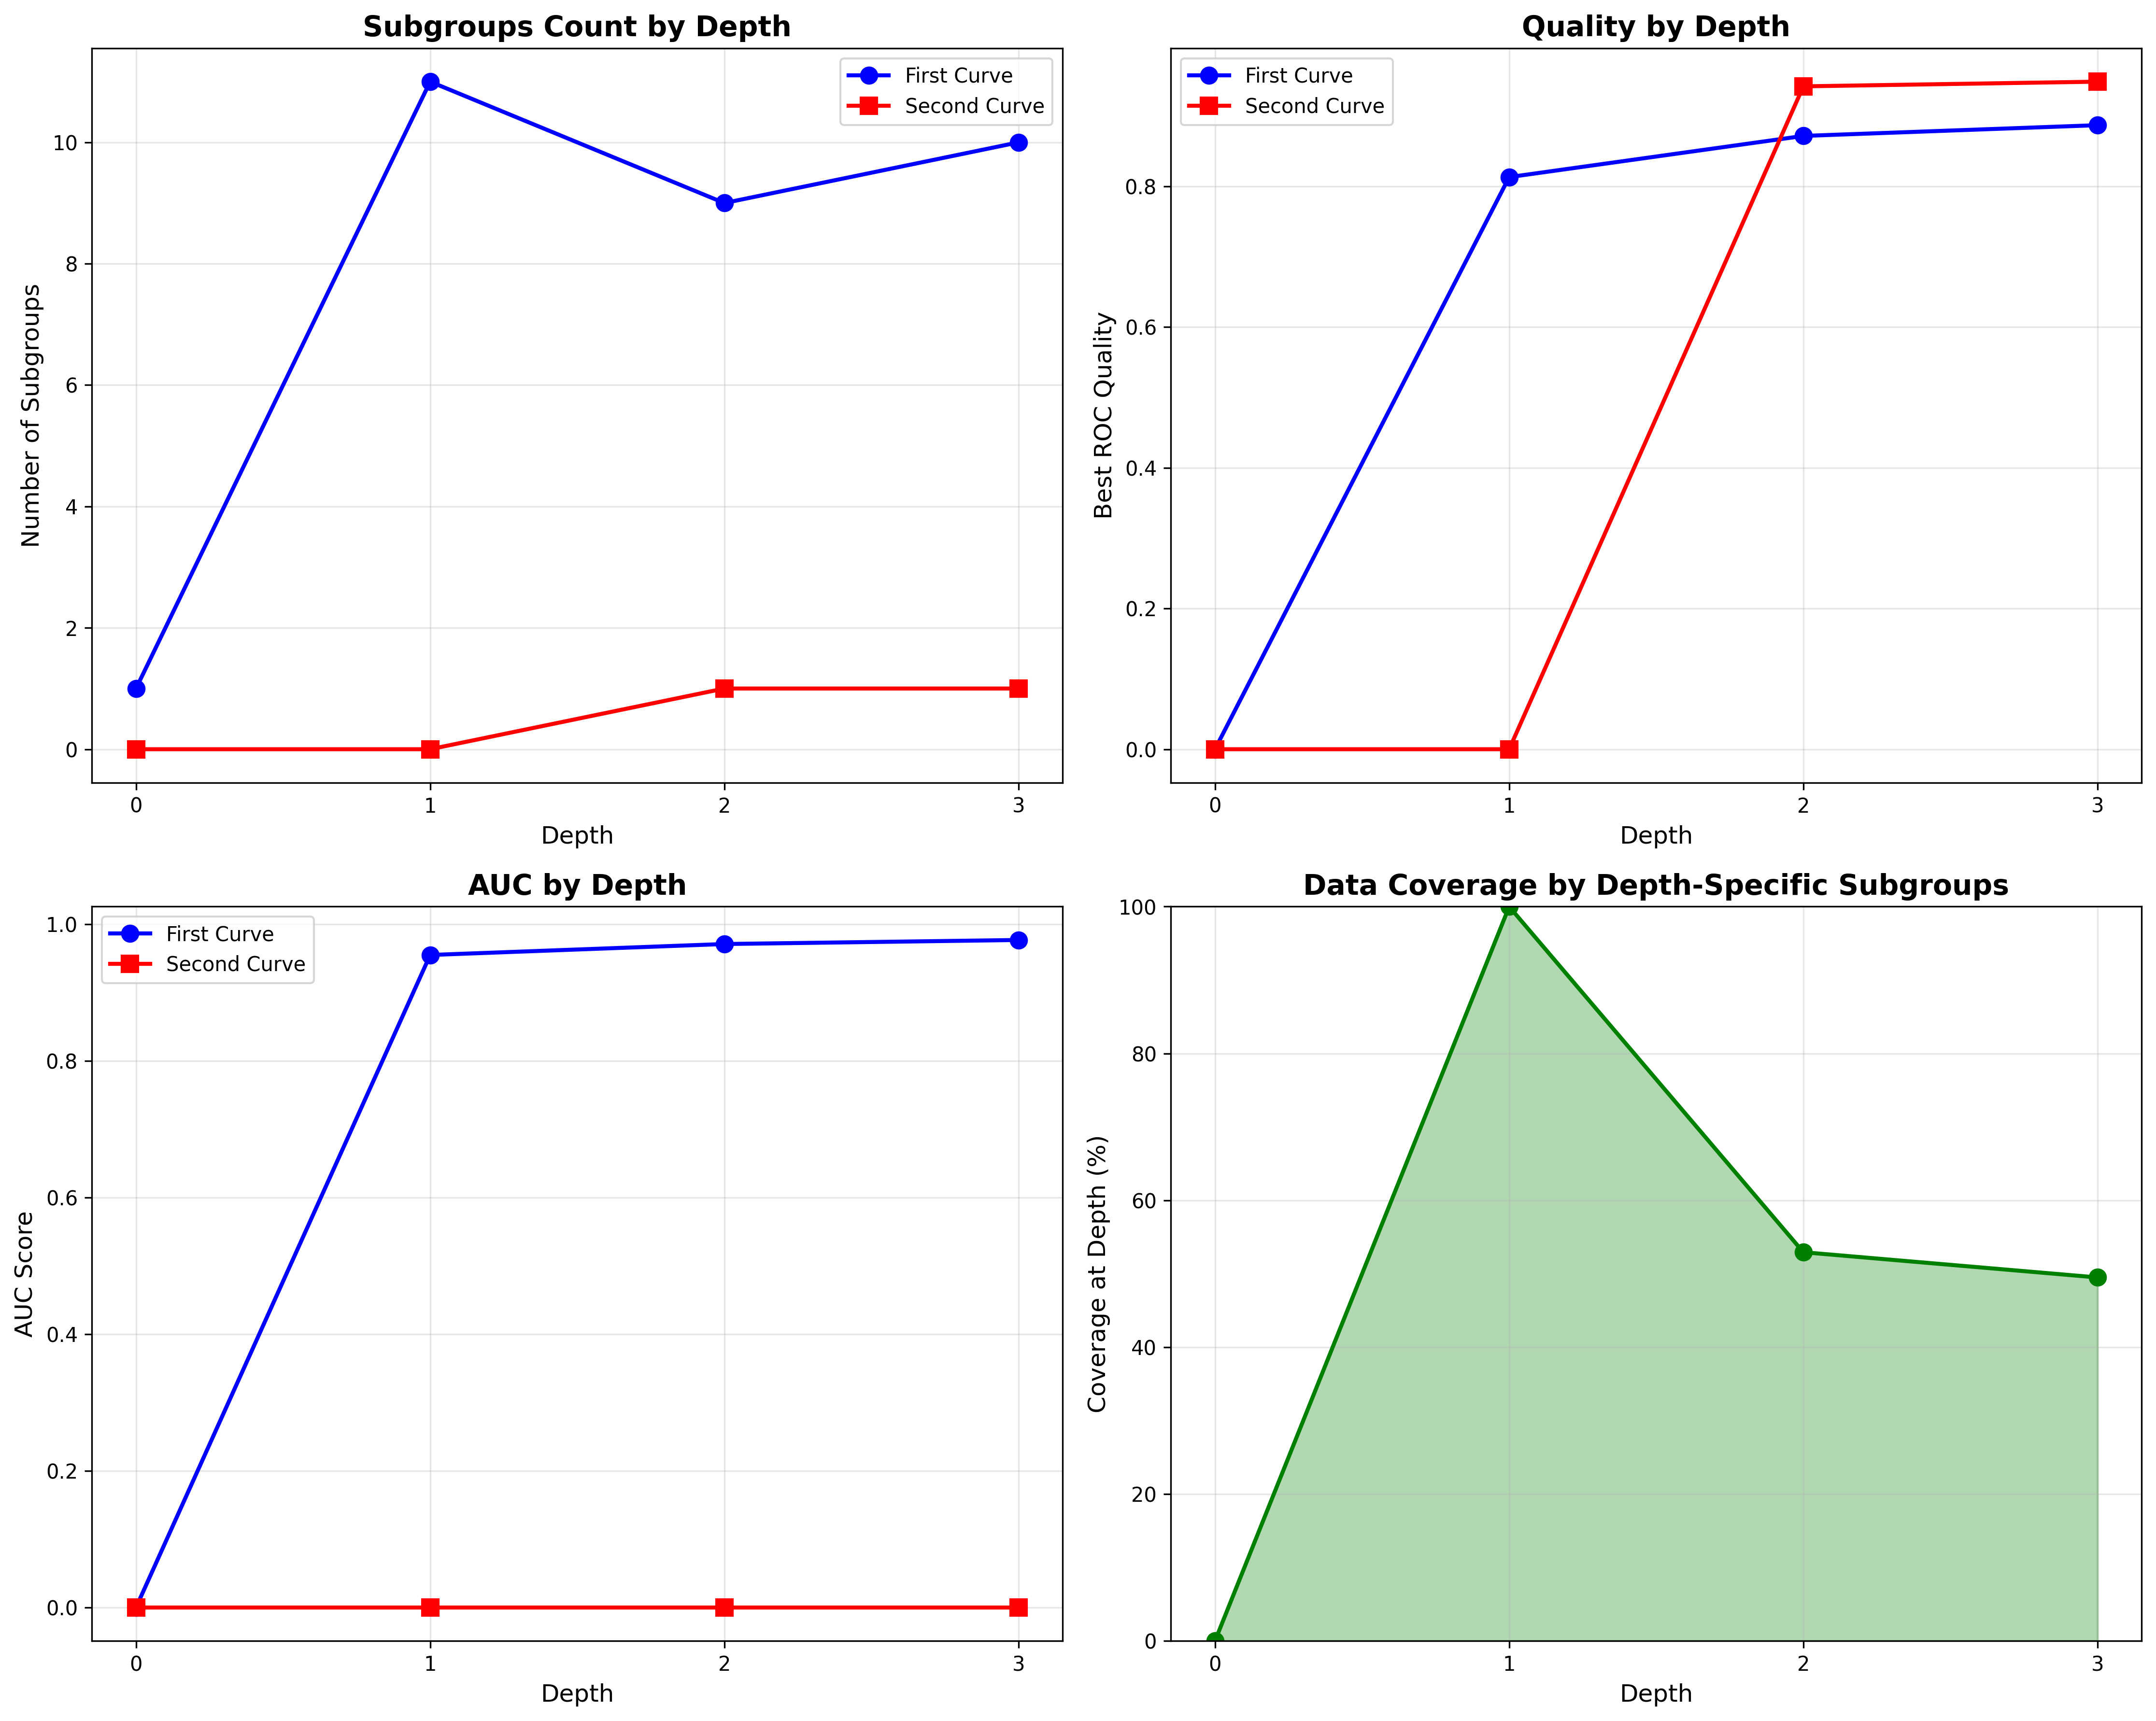 Subgroups Count by Depth
First Curve
Second Curve
Number of Subgroups
10
8
6
4
2
0
0 1 2 3
Depth
Quality by Depth
First Curve
Second Curve
Best ROC Quality
0.8
0.6
0.4
0.2
0.0
0 1 2 3
Depth
AUC by Depth
First Curve
Second Curve
AUC Score
1.0
0.8
0.6
0.4
0.2
0.0
0 1 2 3
Depth
Data Coverage by Depth-Specific Subgroups
Coverage at Depth (%)
100
80
60
40
20
0
0 1 2 3
Depth